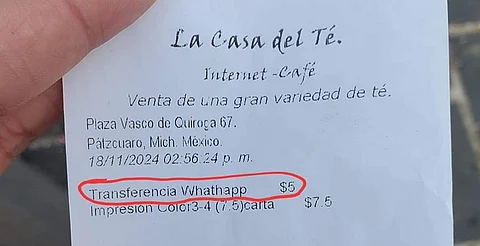 La Casa del Té.
Internet -Café
Venta de una gran variedad de té.
Plaza Vasco de Quiroga 67.
Pátzcuaro, Mich. México.
18/11/2024 02:56:24 p. m.
Transferencia Whathapp $5
Impresión Color3-4 (7.5)carta $7.5